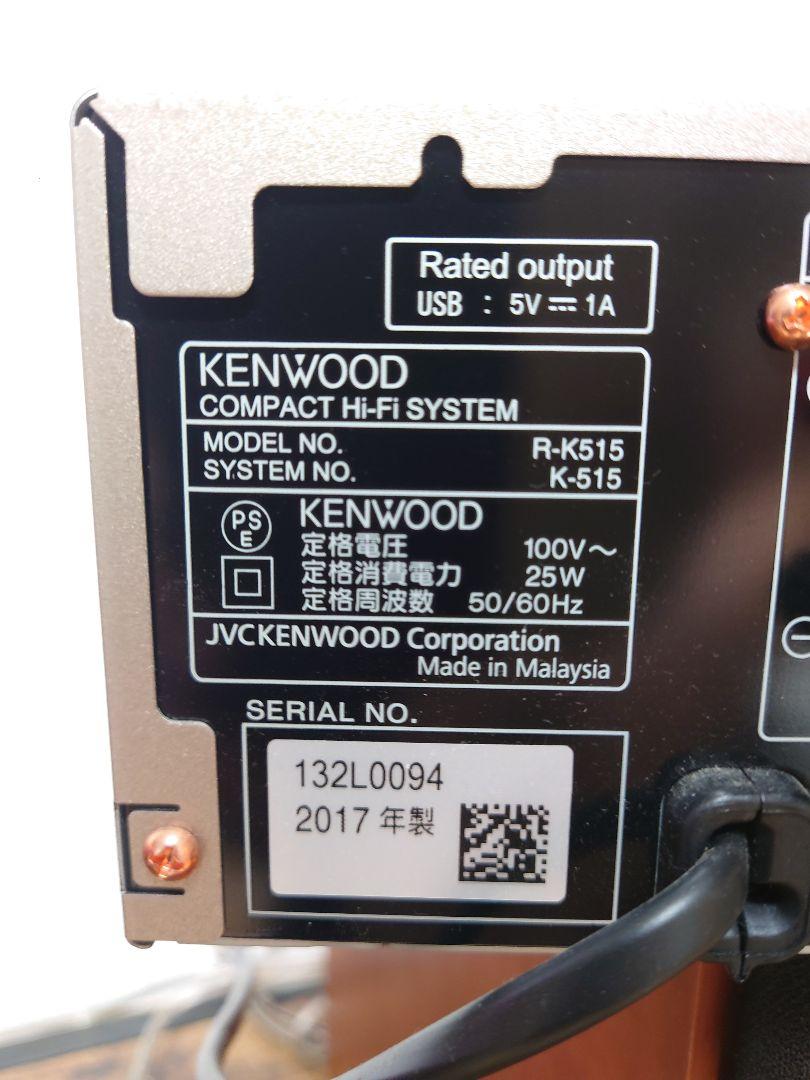 Rated output
USB : 5V⎓1A
KENWOOD
COMPACT Hi-Fi SYSTEM
MODEL NO. R-K515
SYSTEM NO. K-515
PS
E
KENWOOD
定格電圧 100V～
定格消費電力 25W
定格周波数 50/60Hz
JVCKENWOOD Corporation
Made in Malaysia
SERIAL NO.
132L0094
2017 年製